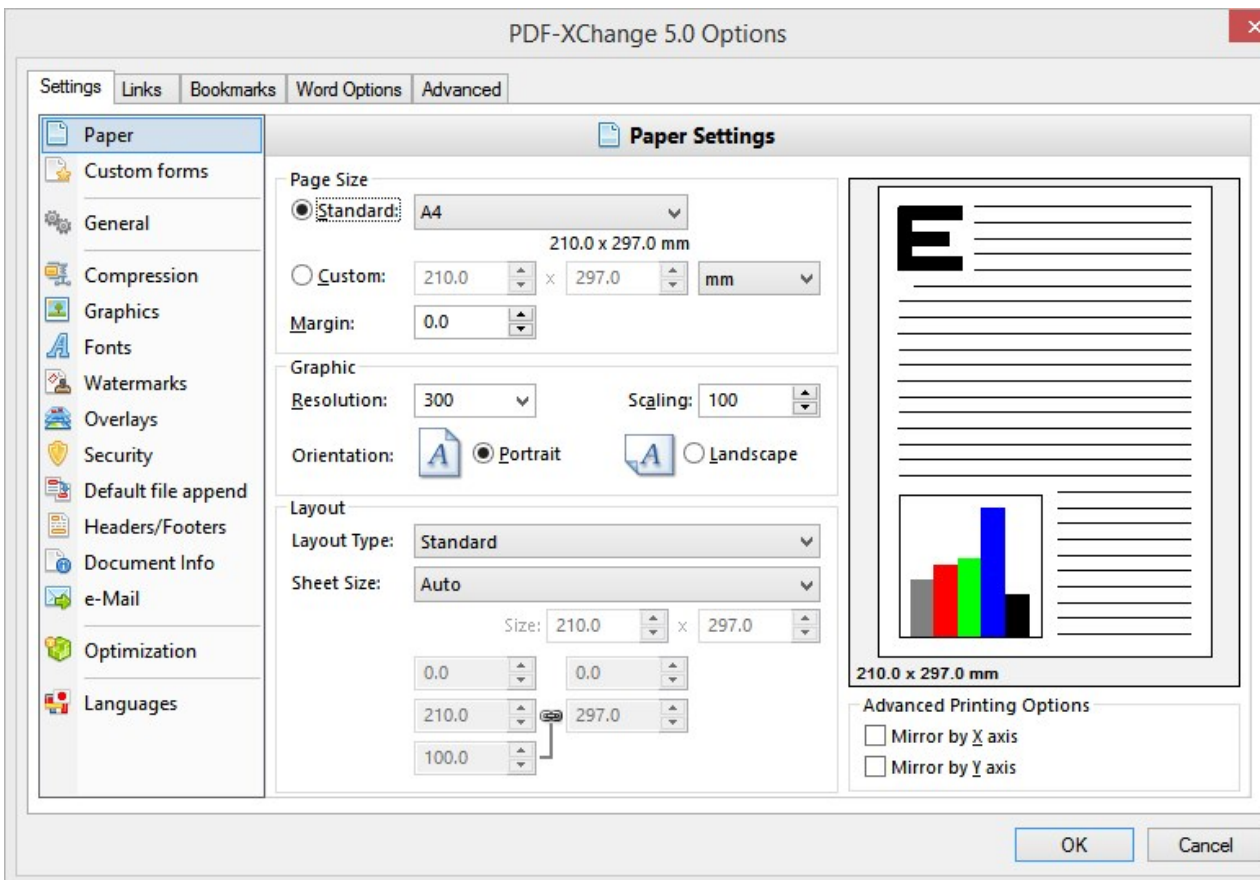 PDF-XChange 5.0 Options
Settings Links Bookmarks Word Options Advanced
Paper
Custom forms
General
Compression
Graphics
Fonts
Watermarks
Overlays
Security
Default file append
Headers/Footers
Document Info
e-Mail
Optimization
Languages
Paper Settings
Page Size
Standard: A4
210.0 x 297.0 mm
Custom: 210.0 x 297.0 mm
Margin: 0.0
Graphic
Resolution: 300 Scaling: 100
Orientation: A Portrait A Landscape
Layout
Layout Type: Standard
Sheet Size: Auto
Size: 210.0 x 297.0
0.0 0.0
210.0 297.0
100.0
E
210.0 x 297.0 mm
Advanced Printing Options
Mirror by X axis
Mirror by Y axis
OK Cancel